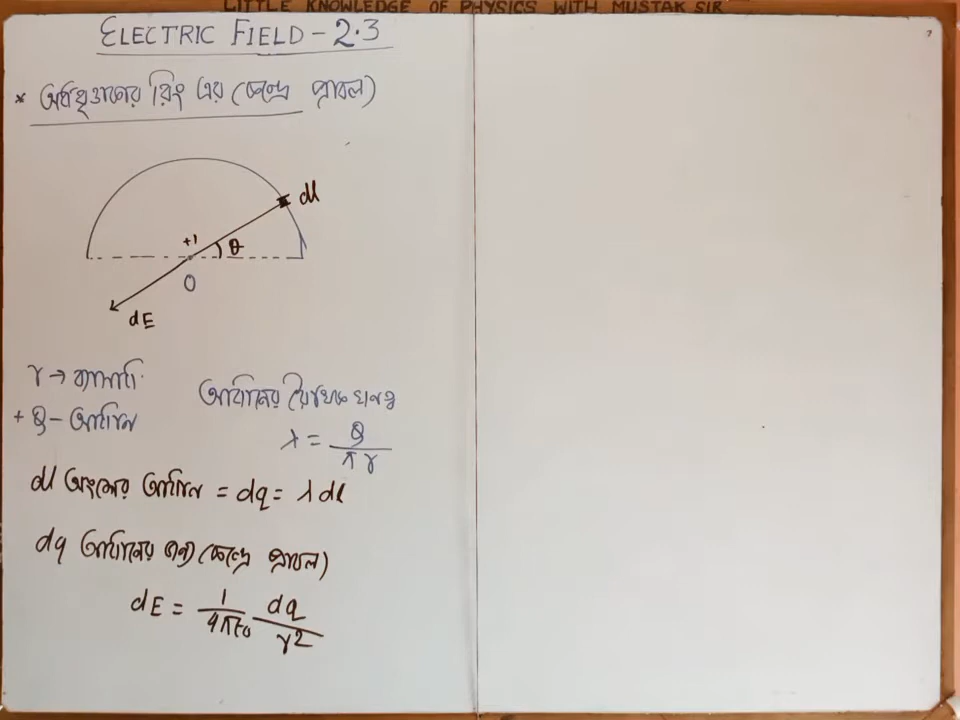 LITTLE KNOWLEDGE OF PHYSICS WITH MUSTAK SIR
ELECTRIC FIELD - 2.3
* অর্ধবৃত্তাকার রিং এর কেন্দ্রে প্রাবল্য
dl
+1
θ
O
dE
r → ব্যাসার্ধ
+ Q - আধান
আধানের রৈখিক ঘনত্ব
λ = Q / πr
dl অংশের আধান = dq = λ dl
dq আধানের জন্য কেন্দ্রে প্রাবল্য
dE = 1 / 4πε₀ dq / r2